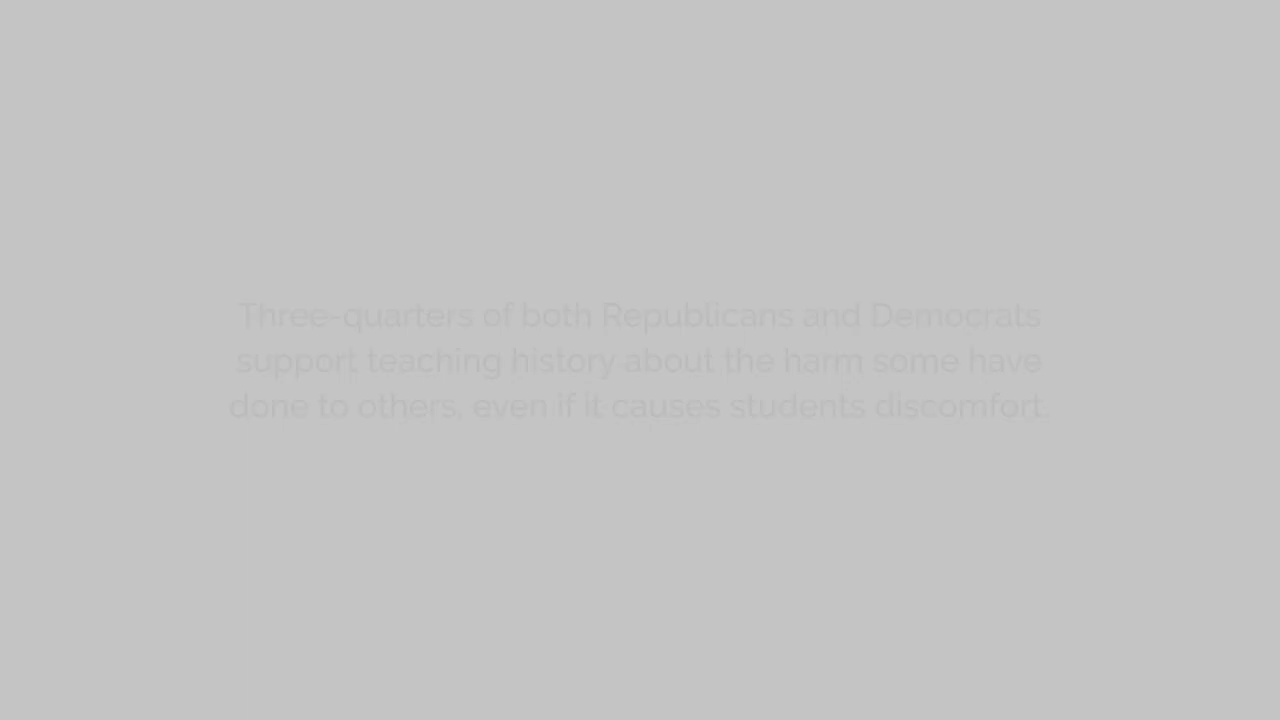 Three-quarters of both Republicans and Democrats
support teaching history about the harm some have
done to others, even if it causes students discomfort.